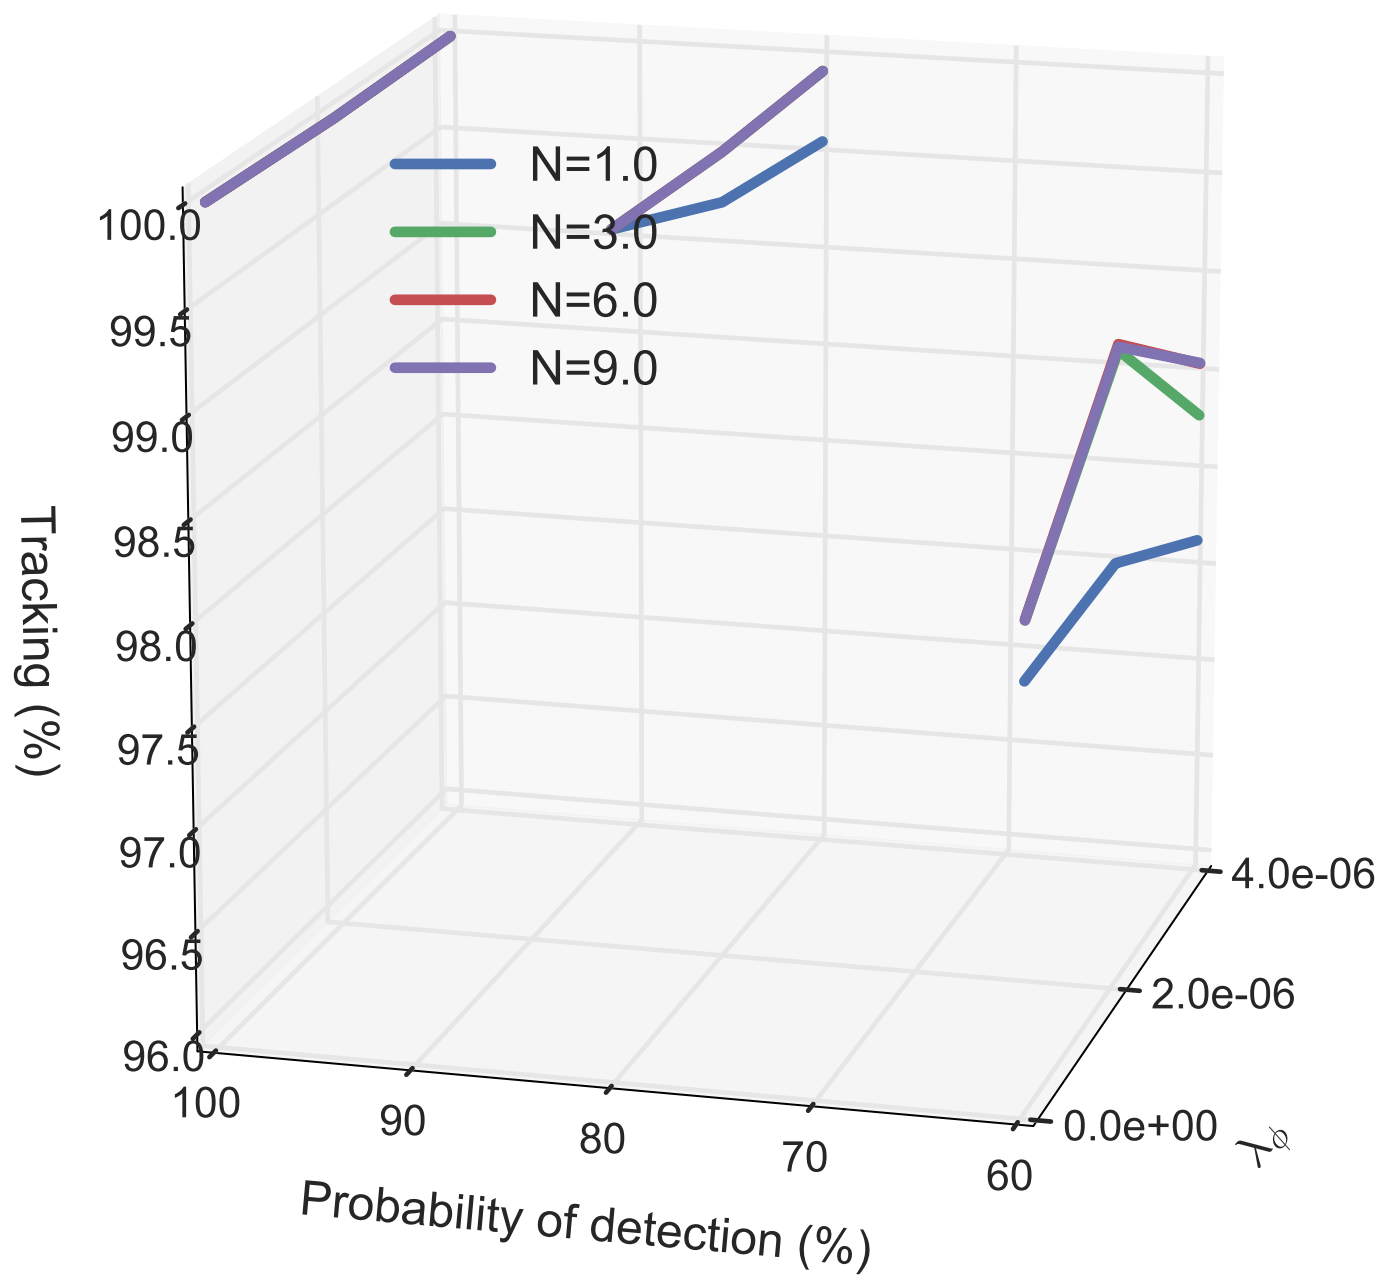 N=1.0
N=3.0
N=6.0
N=9.0
100.0
99.5
99.0
98.5
98.0
97.5
97.0
96.5
96.0
Tracking (%)
100
90
80
70
60
Probability of detection (%)
4.0e-06
2.0e-06
0.0e+00
λ^ϕ